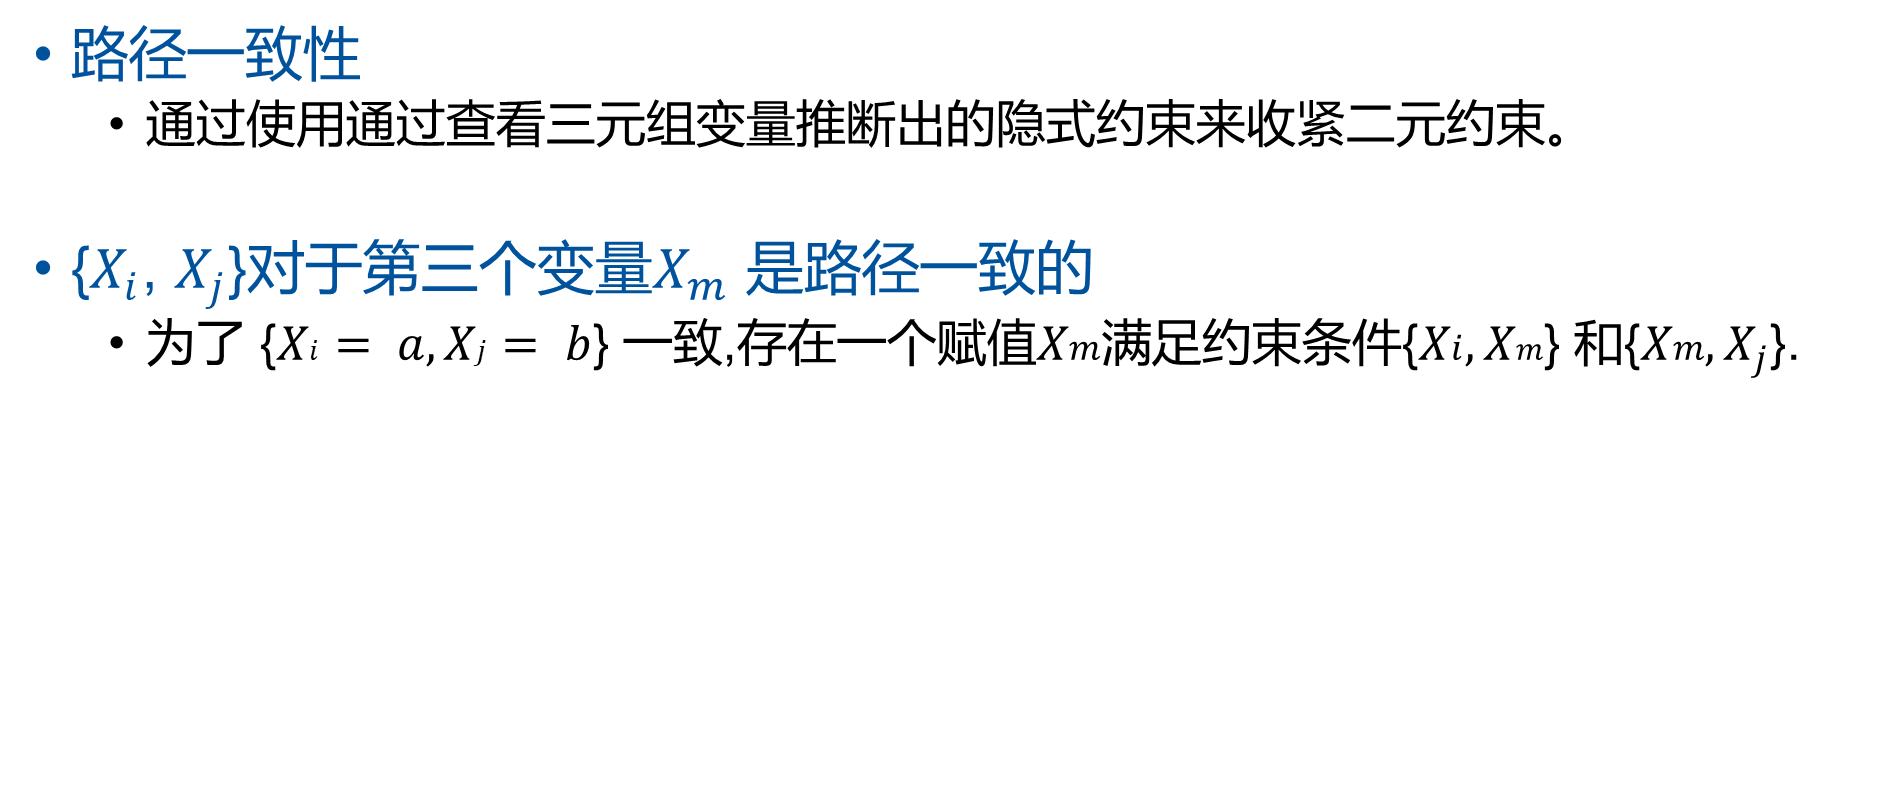 • 路径一致性
• 通过使用通过查看三元组变量推断出的隐式约束来收紧二元约束。
• {Xᵢ, Xⱼ}对于第三个变量Xₘ 是路径一致的
• 为了 {Xᵢ = a, Xⱼ = b} 一致,存在一个赋值Xₘ满足约束条件{Xᵢ, Xₘ} 和{Xₘ, Xⱼ}.